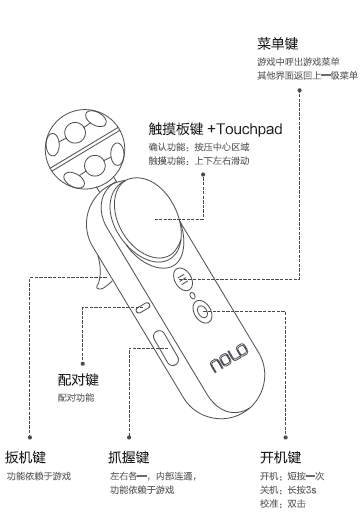 菜单键
游戏中呼出游戏菜单
其他界面返回上一级菜单
触摸板键 +Touchpad
确认功能：按压中心区域
触摸功能：上下左右滑动
nolo
配对键
配对功能
扳机键
功能依赖于游戏
抓握键
左右各一，内部连通，
功能依赖于游戏
开机键
开机：短按一次
关机：长按3s
校准：双击